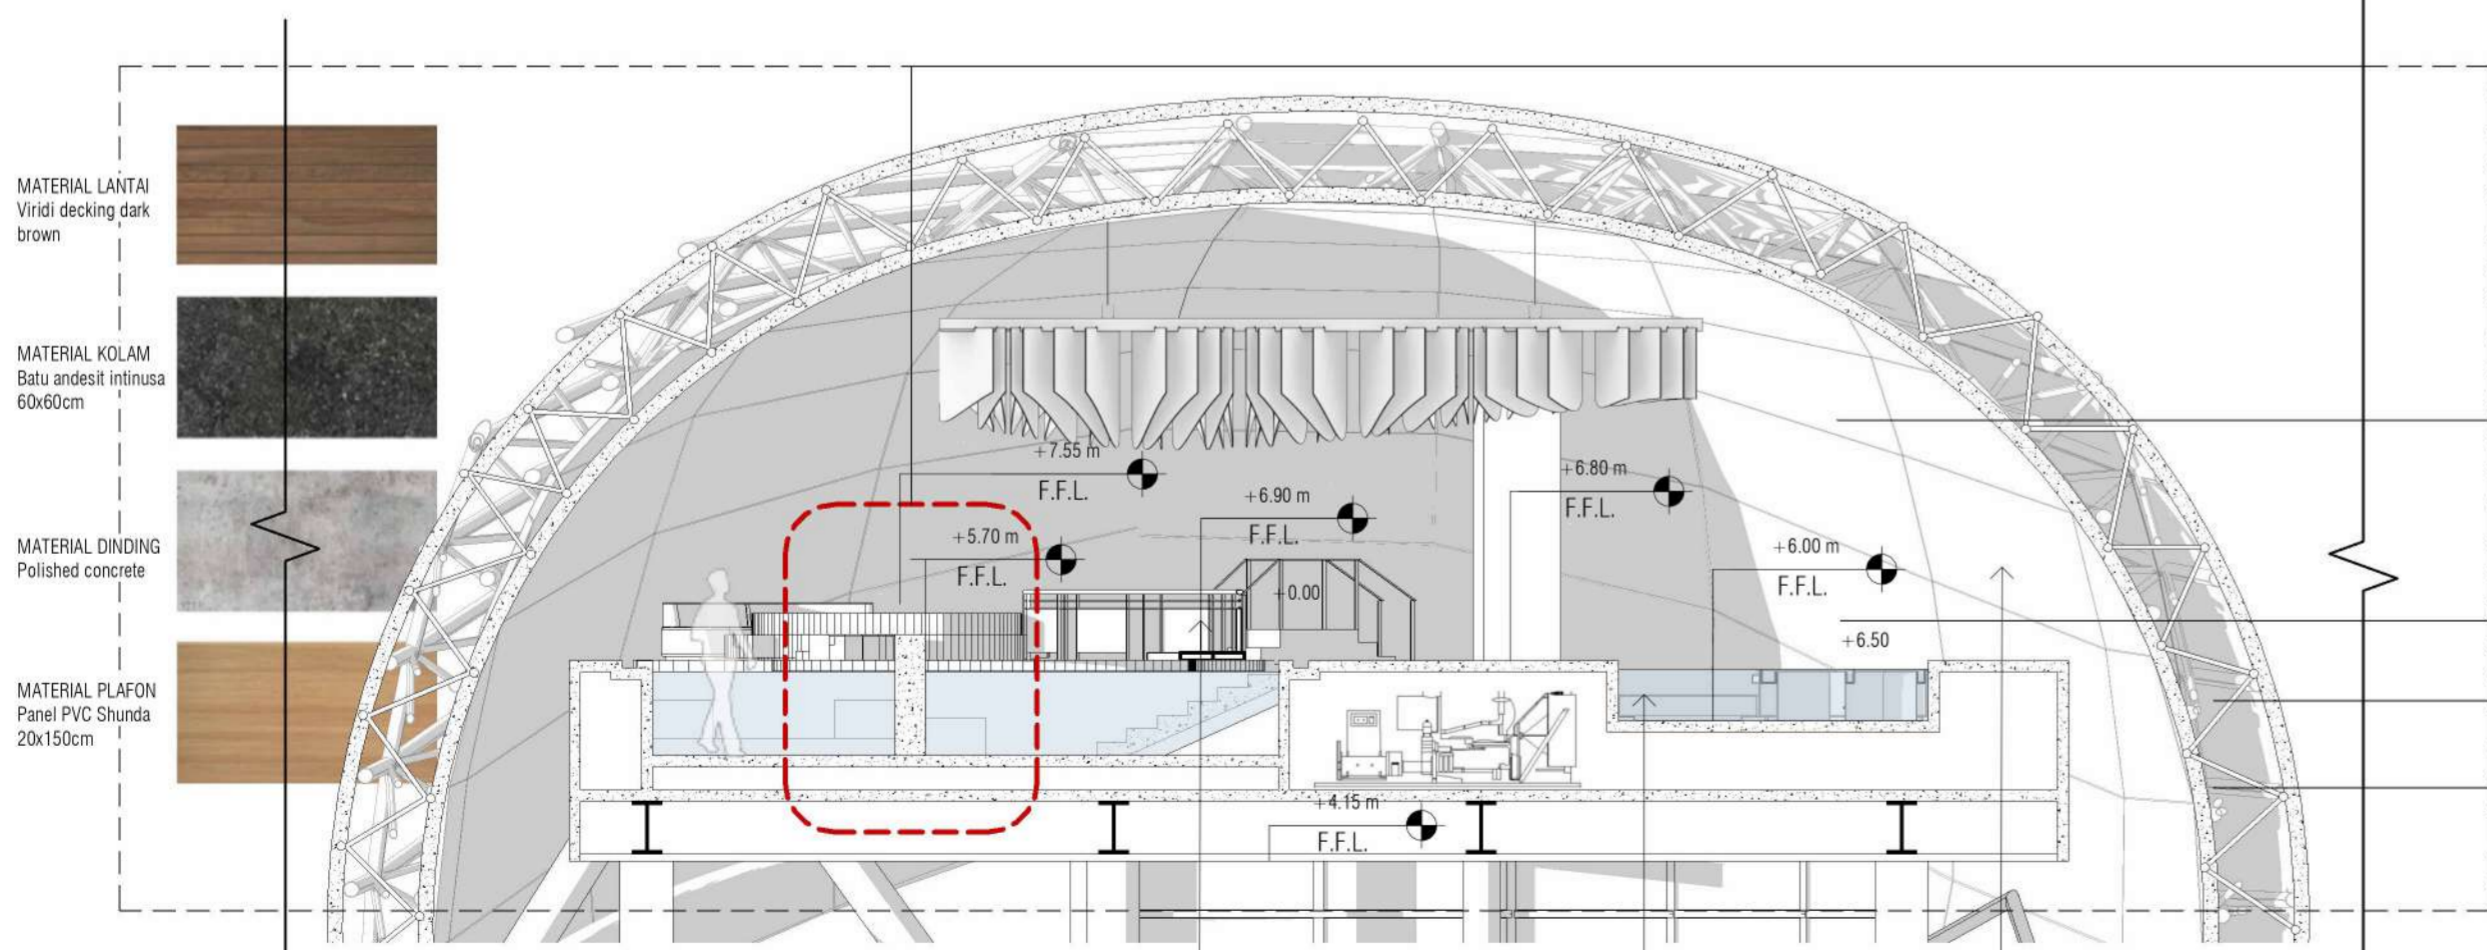 MATERIAL LANTAI
Viridi decking dark
brown
MATERIAL KOLAM
Batu andesit intinusa
60x60cm
MATERIAL DINDING
Polished concrete
MATERIAL PLAFON
Panel PVC Shunda
20x150cm
+7.55 m
F.F.L.
+6.90 m
F.F.L.
+6.80 m
F.F.L.
+5.70 m
F.F.L.
+6.00 m
F.F.L.
+0.00
+6.50
+4.15 m
F.F.L.